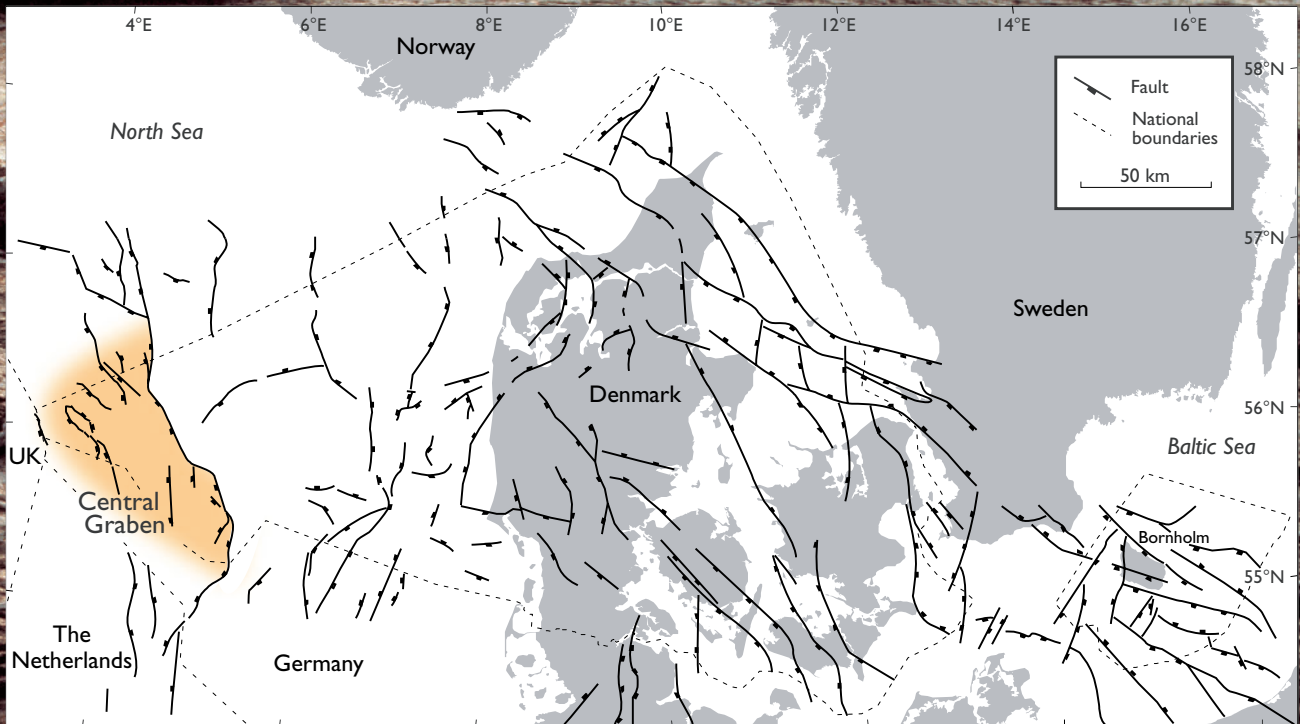 4°E
6°E
8°E
10°E
12°E
14°E
16°E
Norway
58°N
Fault
National
boundaries
50 km
North Sea
57°N
Sweden
Denmark
56°N
Baltic Sea
UK
Central
Graben
Bornholm
55°N
The
Netherlands
Germany